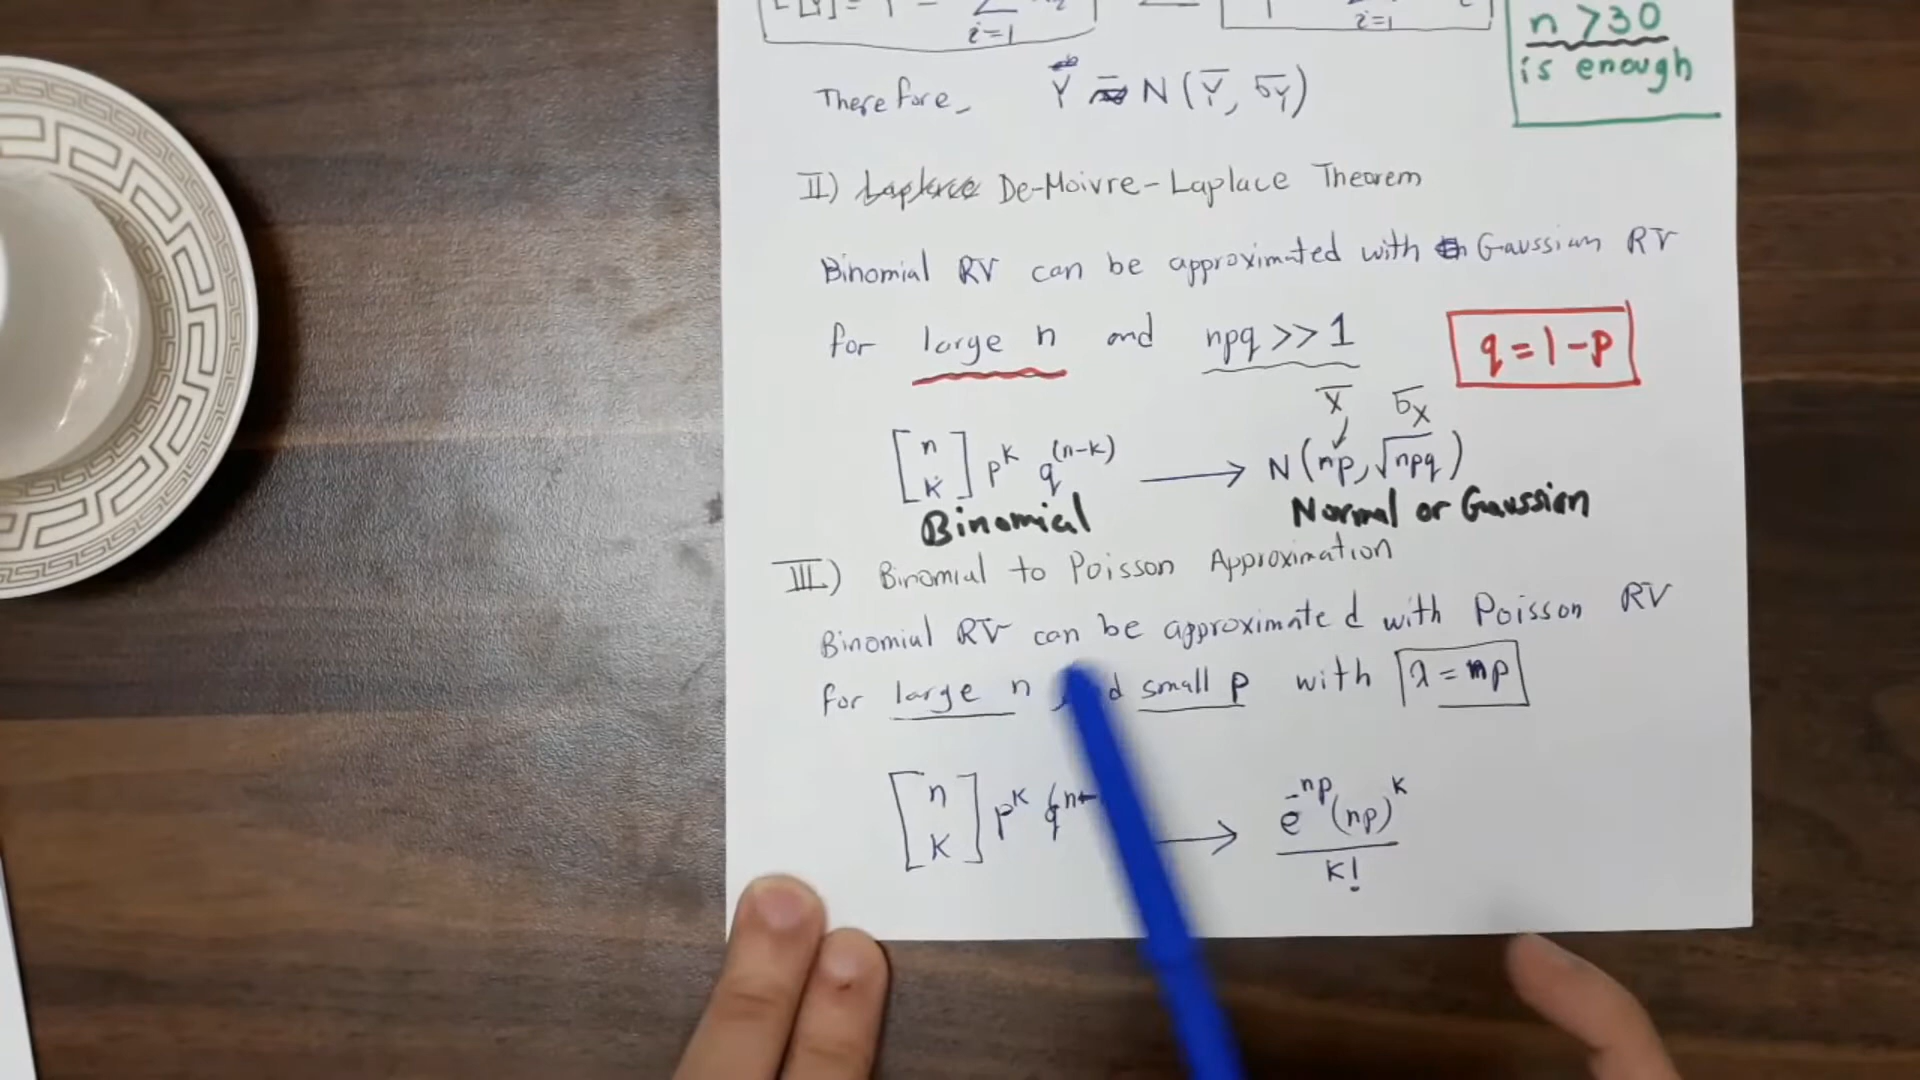 i=1
i=1
n > 30
is enough
Therefore, Y ≈ N (Y̅, σY)
II) De-Moivre-Laplace Theorem
Binomial RV can be approximated with Gaussian RV
for large n and npq >> 1
q = 1 - p
X̅ σX
[n k] p^k q^(n-k) → N (np, √npq)
Binomial Normal or Gaussian
III) Binomial to Poisson Approximation
Binomial RV can be approximated with Poisson RV
for large n small p with λ = np
[n k] p^k q^n- → e^-np (np)^k / k!